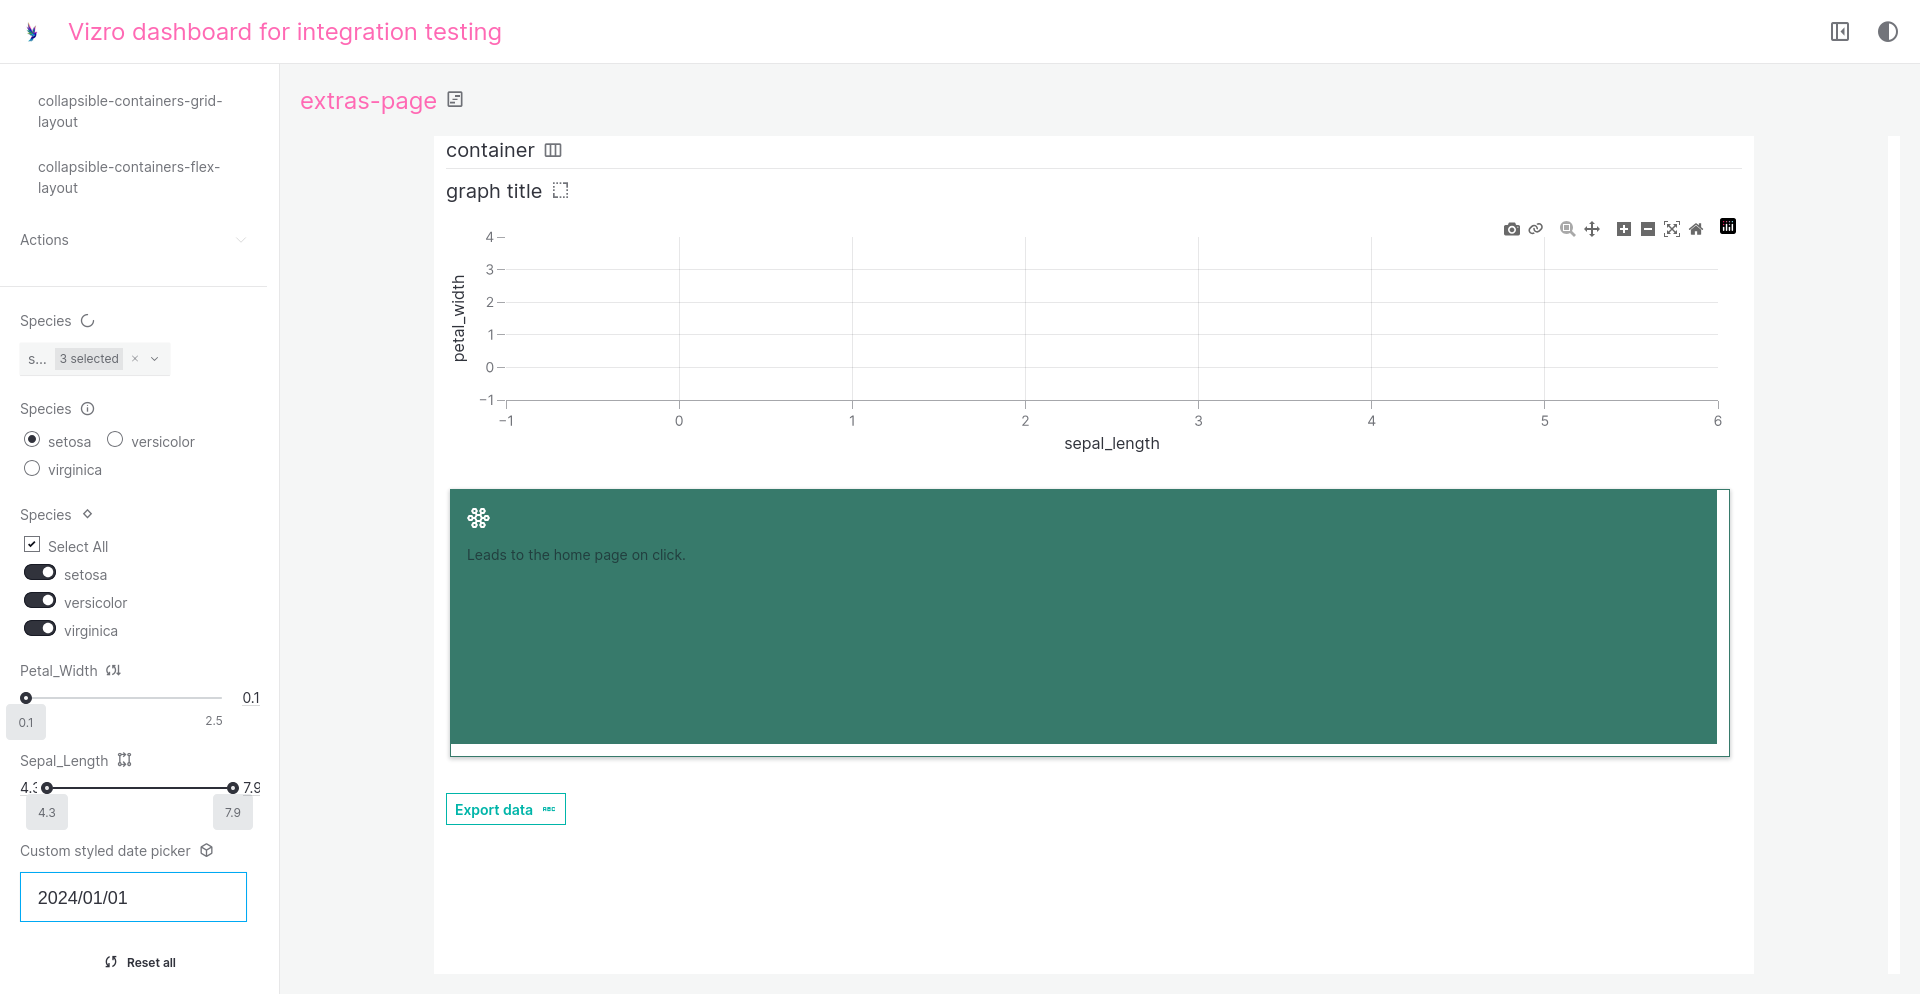 Vizro dashboard for integration testing
collapsible-containers-grid-
layout
collapsible-containers-flex-
layout
Actions
Species
s... 3 selected ×
Species
setosa versicolor
virginica
Species
Select All
setosa
versicolor
virginica
Petal_Width
0.1
0.1 2.5
Sepal_Length
4.3 7.9
4.3 7.9
Custom styled date picker
2024/01/01
Reset all
extras-page
container
graph title
4
3
2
1
0
−1
petal_width
−1 0 1 2 3 4 5 6
sepal_length
Leads to the home page on click.
Export data REC